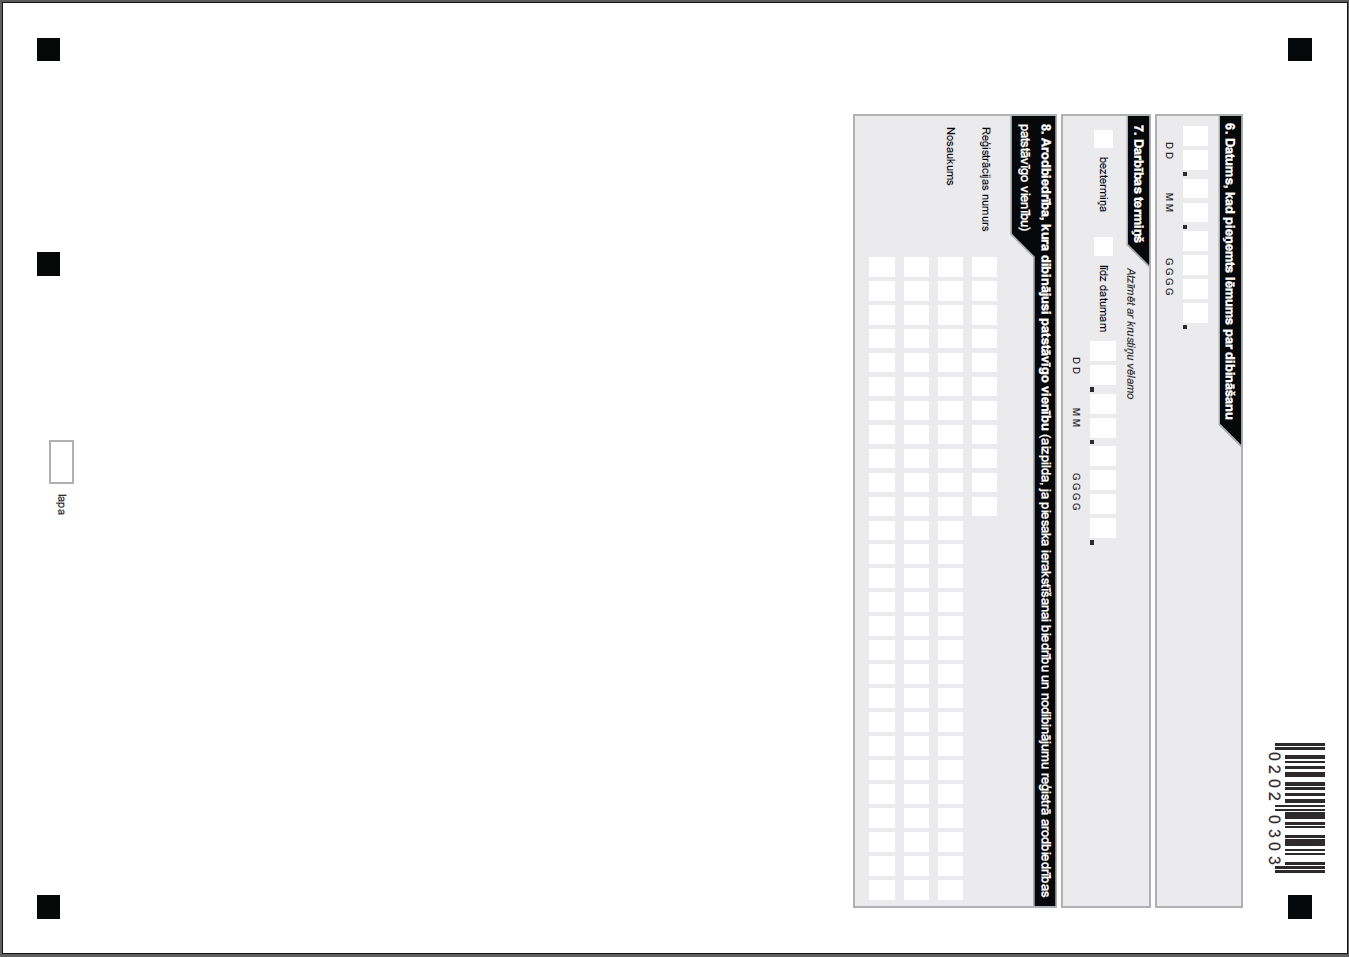 0202 0303
6. Datums, kad pieņemts lēmums par dibināšanu
DD MM GGGG
7. Darbības termiņš
Atzīmēt ar krustiņu vēlamo
beztermiņa līdz datumam
DD MM GGGG
8. Arodbiedrība, kura dibinājusi patstāvīgo vienību (aizpilda, ja piesaka ierakstīšanai biedrību un nodibinājumu reģistrā arodbiedrības
patstāvīgo vienību)
Reģistrācijas numurs
Nosaukums
lapa